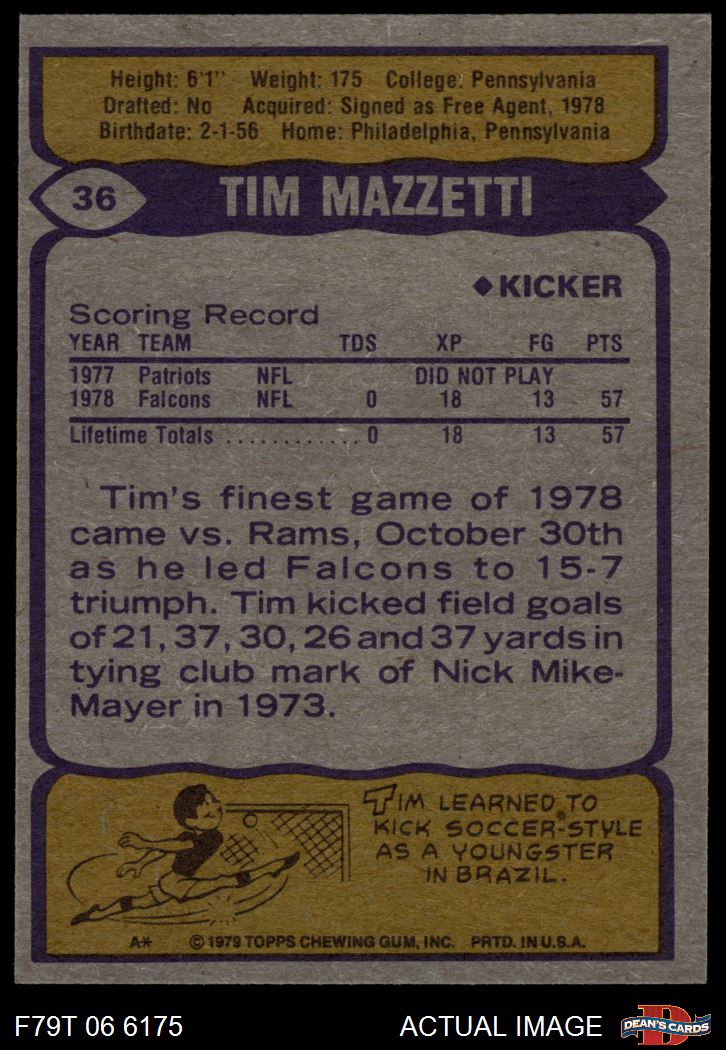 Height: 6'1" Weight: 175 College: Pennsylvania
Drafted: No Acquired: Signed as Free Agent, 1978
Birthdate: 2-1-56 Home: Philadelphia, Pennsylvania
36 TIM MAZZETTI
◆KICKER
Scoring Record
YEAR TEAM TDS XP FG PTS
1977 Patriots NFL DID NOT PLAY
1978 Falcons NFL 0 18 13 57
Lifetime Totals ............ 0 18 13 57
Tim's finest game of 1978
came vs. Rams, October 30th
as he led Falcons to 15-7
triumph. Tim kicked field goals
of 21, 37, 30, 26 and 37 yards in
tying club mark of Nick Mike-
Mayer in 1973.
TIM LEARNED TO
KICK SOCCER-STYLE
AS A YOUNGSTER
IN BRAZIL.
A* ©1979 TOPPS CHEWING GUM, INC. PRTD. IN U.S.A.
F79T 06 6175 ACTUAL IMAGE DEAN'S CARDS